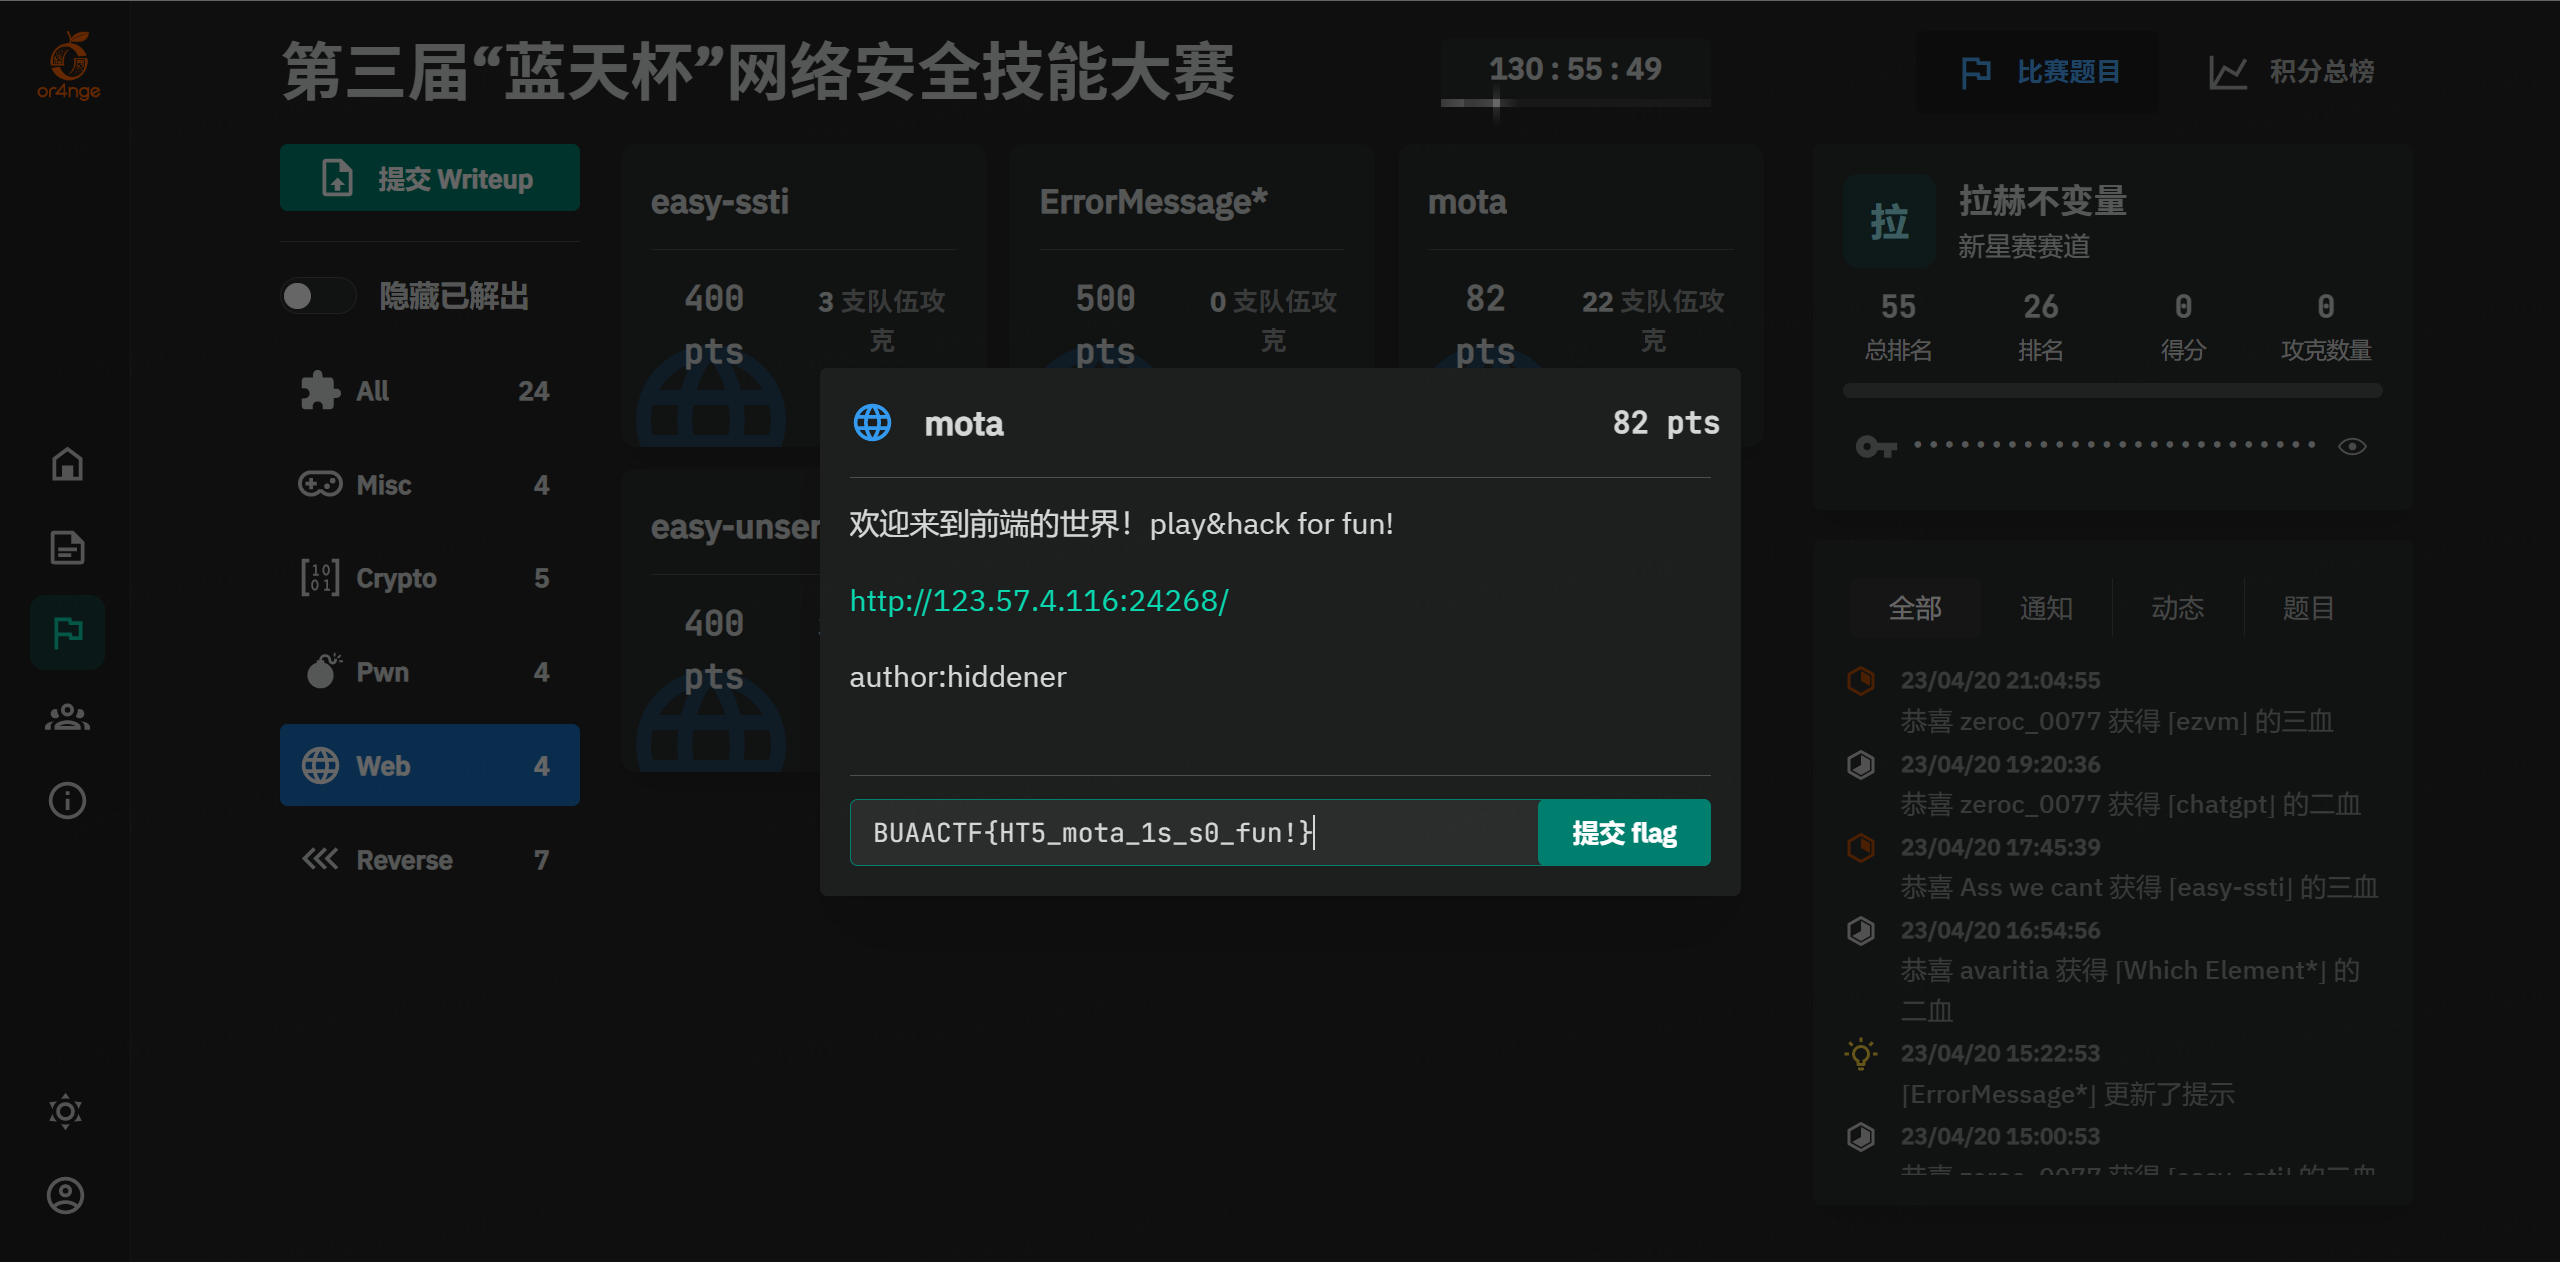 or4nge
第三届“蓝天杯”网络安全技能大赛
130 : 55 : 49
比赛题目
积分总榜
提交 Writeup
隐藏已解出
All 24
Misc 4
Crypto 5
Pwn 4
Web 4
Reverse 7
easy-ssti
400 pts
3 支队伍攻克
ErrorMessage*
500 pts
0 支队伍攻克
mota
82 pts
22 支队伍攻克
easy-unser
400 pts
mota
82 pts
欢迎来到前端的世界！play&hack for fun!
http://123.57.4.116:24268/
author:hiddener
BUAACTF{HT5_mota_1s_s0_fun!}
提交 flag
拉
拉赫不变量
新星赛赛道
55 26 0 0
总排名 排名 得分 攻克数量
全部 通知 动态 题目
23/04/20 21:04:55
恭喜 zeroc_0077 获得 ⌈ezvm⌋ 的三血
23/04/20 19:20:36
恭喜 zeroc_0077 获得 ⌈chatgpt⌋ 的二血
23/04/20 17:45:39
恭喜 Ass we cant 获得 ⌈easy-ssti⌋ 的三血
23/04/20 16:54:56
恭喜 avaritia 获得 ⌈Which Element*⌋ 的
二血
23/04/20 15:22:53
⌈ErrorMessage*⌋ 更新了提示
23/04/20 15:00:53
恭喜 zeroc_0077 获得 ⌈easy-ssti⌋ 的二血